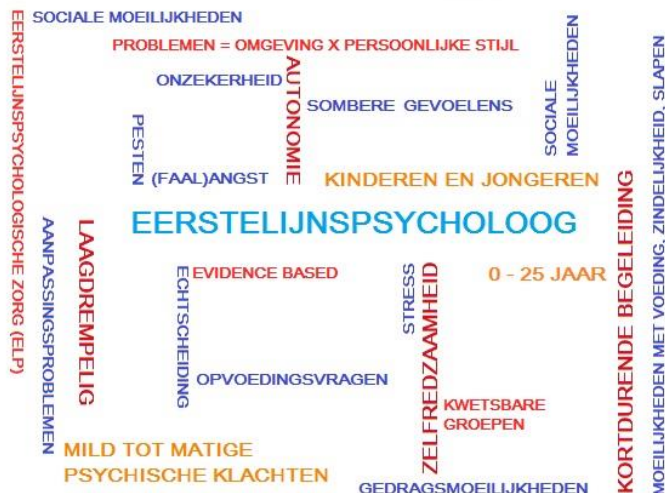 SOCIALE MOEILIJKHEDEN
EERSTELIJNSPSYCHOLOGISCHE ZORG (ELP)
PROBLEMEN = OMGEVING X PERSOONLIJKE STIJL
ONZEKERHEID
AUTONOMIE
SOMBERE GEVOELENS
SOCIALE
MOEILIJKHEDEN
PESTEN
(FAAL)ANGST
KINDEREN EN JONGEREN
EERSTELIJNSPSYCHOLOOG
AANPASSINGSPROBLEMEN
LAAGDREMPELIG
ECHTSCHEIDING
EVIDENCE BASED
STRESS
ZELFREDZAAMHEID
0 - 25 JAAR
KORTDURENDE BEGELEIDING
MOEILIJKHEDEN MET VOEDING, ZINDELIJKHEID, SLAPEN
OPVOEDINGSVRAGEN
KWETSBARE
GROEPEN
MILD TOT MATIGE
PSYCHISCHE KLACHTEN
GEDRAGSMOEILIJKHEDEN